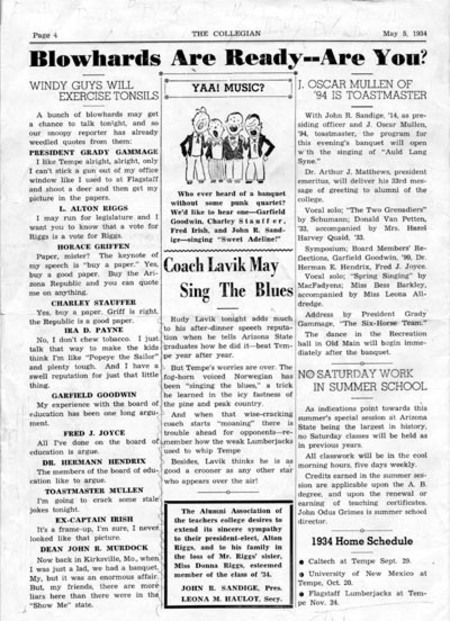 Page 4
THE COLLEGIAN
May 5, 1934
Blowhards Are Ready--Are You?
WINDY GUYS WILL
EXERCISE TONSILS
A bunch of blowhards may get
a chance to talk tonight, and so
our snoopy reporter has already
weedled quotes from them:
PRESIDENT GRADY GAMMAGE
I like Tempe alright, alright, only
I can't stick a gun out of my office
window like I used to at Flagstaff
and shoot a deer and then get my
picture in the papers.
L. ALTON RIGGS
I may run for legislature and I
want you to know that a vote for
Riggs is a vote for Riggs.
HORACE GRIFFEN
Paper, mister? The keynote of
my speech is "buy a paper." Yes,
buy a good paper. Buy the Ari-
zona Republic and you can quote
me on anything.
CHARLEY STAUFFER
Yes, buy a paper. Griff is right,
the Republic is a good paper.
IRA D. PAYNE
No, I don't chew tobacco. I just
talk that way to make the kids
think I'm like "Popeye the Sailor"
and plenty tough. And I have a
swell reputation for just that little
thing.
GARFIELD GOODWIN
My experience with the board of
education has been one long argu-
ment.
FRED J. JOYCE
All I've done on the board of
education is argue.
DR. HERMANN HENDRIX
The members of the board of edu-
cation like to argue.
TOASTMASTER MULLEN
I'm going to crack some stale
jokes tonight.
EX-CAPTAIN IRISH
It's a frame-up, I'm sure, I never
looked like that picture.
DEAN JOHN R. MURDOCK
Now back in Kirksville, Mo., when
I was just a lad, we had a banquet.
My, but it was an enormous affair.
But, my friends, there are more
liars here than there were in the
"Show Me" state.
YAA! MUSIC?
Who ever heard of a banquet
without some punk quartet?
We'd like to hear one—Garfield
Goodwin, Charley Stauffer,
Fred Irish, and John R. Sand-
ige—singing "Sweet Adeline!"
Coach Lavik May
Sing The Blues
Rudy Lavik tonight adds much
to his after-dinner speech reputa-
tion when he tells Arizona State
graduates how he did it—beat Tem-
pe year after year.
But Tempe's worries are over. The
fog-horn voiced Norwegian has
been "singing the blues," a trick
he learned in the icy fastness of
the pine and peak country.
And when that wise-cracking
coach starts "moaning" there is
trouble ahead for opponents—re-
member how the weak Lumberjacks
used to whip Tempe
Besides, Lavik thinks he is as
good a crooner as any other star
who appears over the air!
The Alumni Association of
the teachers college desires to
extend its sincere sympathy
to their president-elect, Alton
Riggs, and to his family in
the loss of Mr. Riggs' sister,
Miss Donna Riggs, esteemed
member of the class of '34.
JOHN R. SANDIGE, Pres.
LEONA M. HAULOT, Secy.
J. OSCAR MULLEN OF
'94 IS TOASTMASTER
With John R. Sandige, '14, as pre-
siding officer and J. Oscar Mullen,
'94, toastmaster, the program for
this evening's banquet will open
with the singing of "Auld Lang
Syne."
Dr. Arthur J. Matthews, president
emeritus, will deliver his 33rd mes-
sage of greeting to alumni of the
college.
Vocal solo; "The Two Grenadiers"
by Schumann; Donald Van Petten,
'33, accompanied by Mrs. Hazel
Harvey Quaid, '23.
Symposium; Board Members' Re-
flections, Garfield Goodwin, '99, Dr.
Herman E. Hendrix, Fred J. Joyce.
Vocal solo; "Spring Singing" by
MacFadyens; Miss Bess Barkley,
accompanied by Miss Leona All-
dredge.
Address by President Grady
Gammage, "The Six-Horse Team."
The dance in the Recreation
hall in Old Main will begin imme-
diately after the banquet.
NO SATURDAY WORK
IN SUMMER SCHOOL
As indications point towards this
summer's special session at Arizona
State being the largest in history,
no Saturday classes will be held as
in previous years.
All classwork will be in the cool
morning hours, five days weekly.
Credits earned in the summer ses-
sion are applicable upon the A. B.
degree, and upon the renewal or
earning of teaching certificates.
John Odus Grimes is summer school
director.
1934 Home Schedule
● Caltech at Tempe Sept. 29.
● University of New Mexico at
Tempe, Oct. 20.
● Flagstaff Lumberjacks at Tem-
pe Nov. 24.